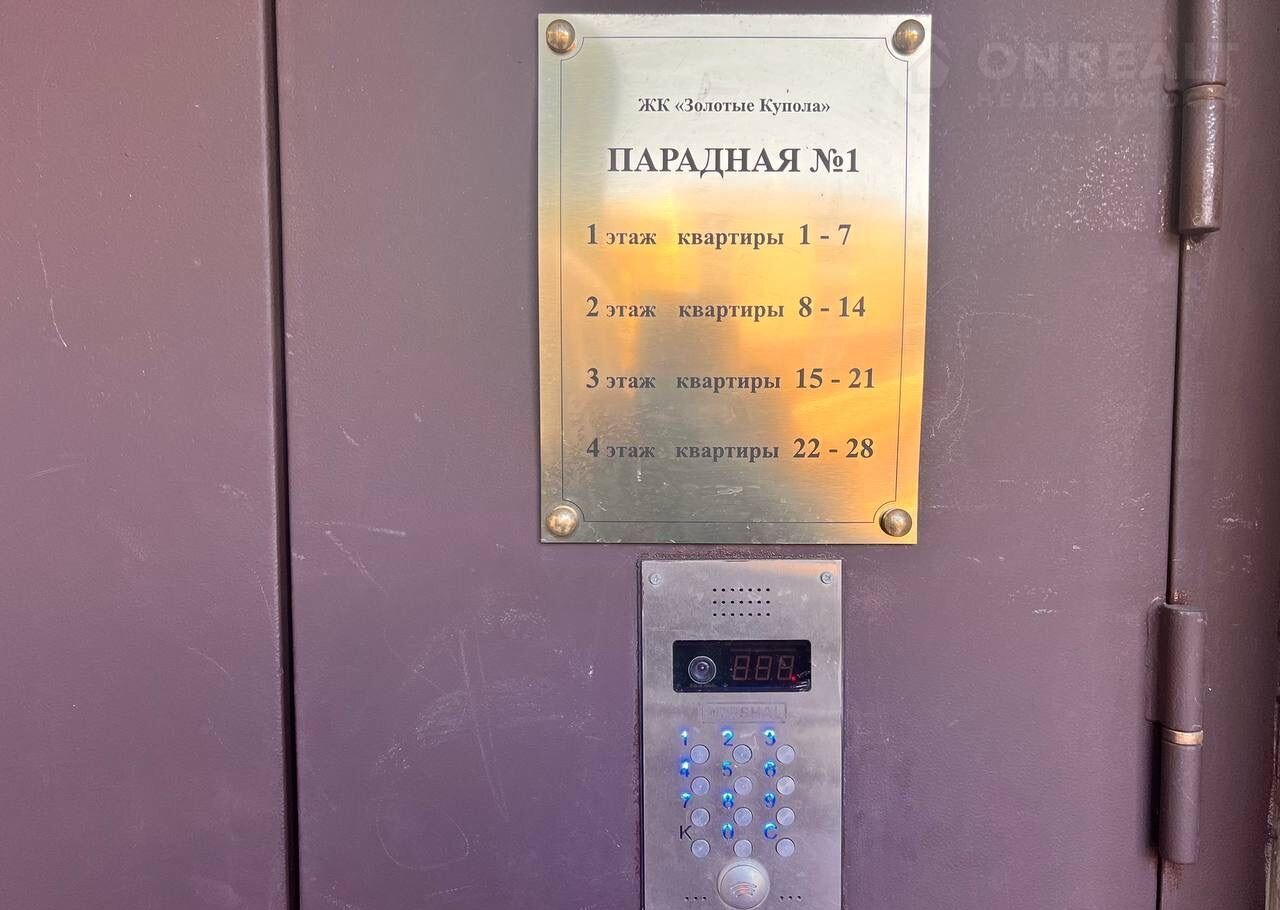 ONREALT
НЕДВИЖИМОСТЬ
ЖК «Золотые Купола»
ПАРАДНАЯ №1
1 этаж квартиры 1 - 7
2 этаж квартиры 8 - 14
3 этаж квартиры 15 - 21
4 этаж квартиры 22 - 28
1 2 3
4 5 6
7 8 9
K 0 C